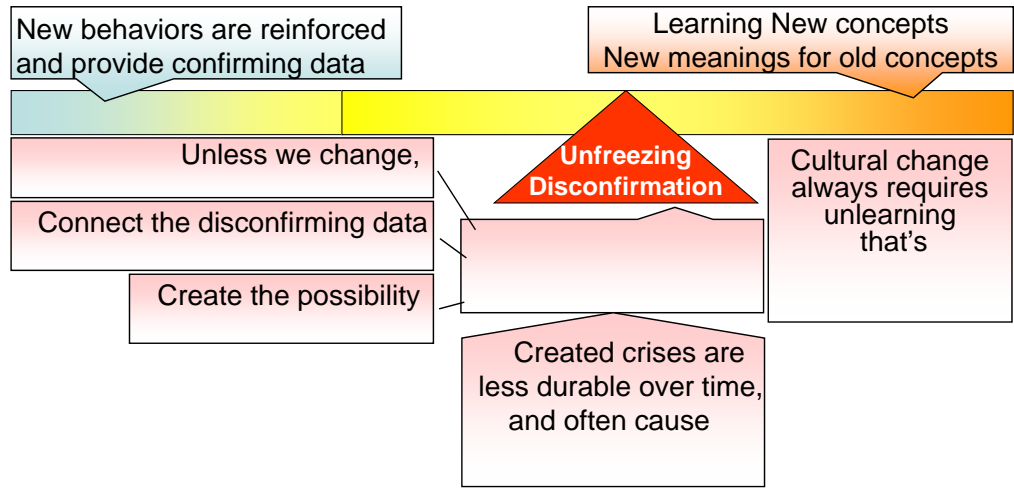 New behaviors are reinforced
and provide confirming data
Learning New concepts
New meanings for old concepts
Unfreezing
Disconfirmation
Unless we change,
Connect the disconfirming data
Create the possibility
Cultural change
always requires
unlearning
that's
Created crises are
less durable over time,
and often cause